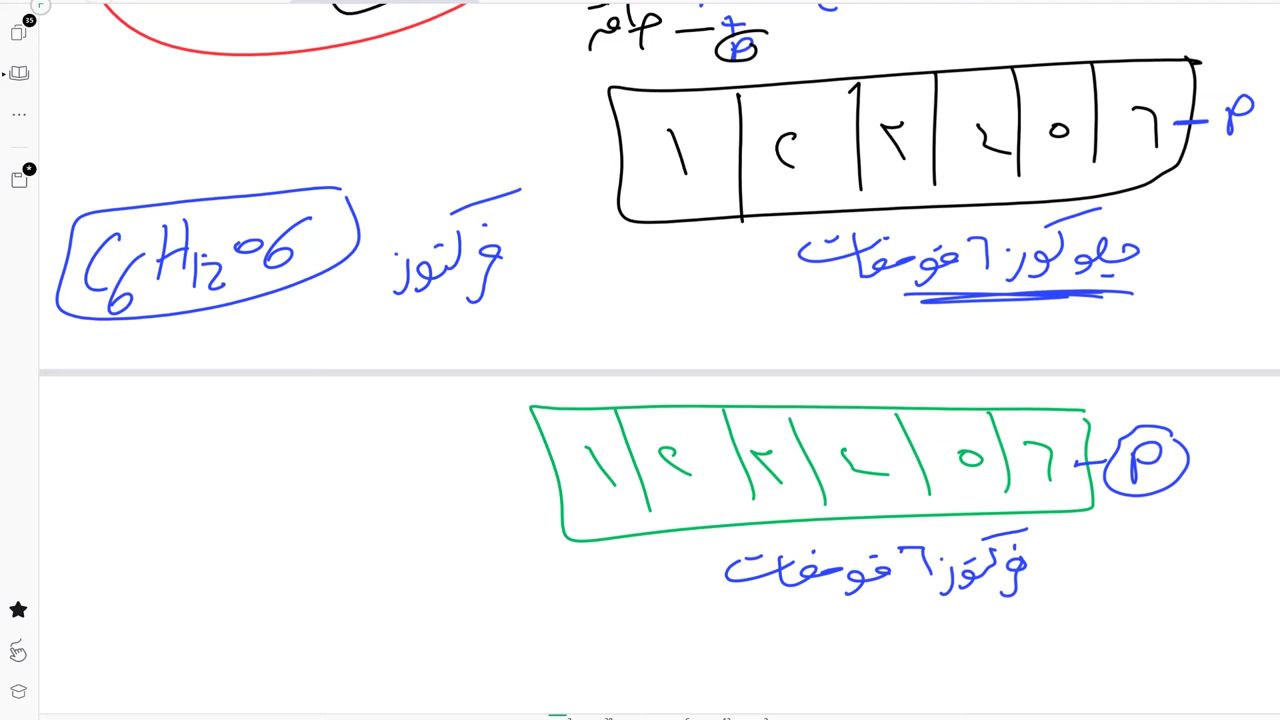 P
١ ٢ ٣ ٤ ٥ ٦ - P
جلوكوز ٦ فوسفات
فركتوز C6H12O6
١ ٢ ٣ ٤ ٥ ٦ - P
فركتوز ٦ فوسفات
35